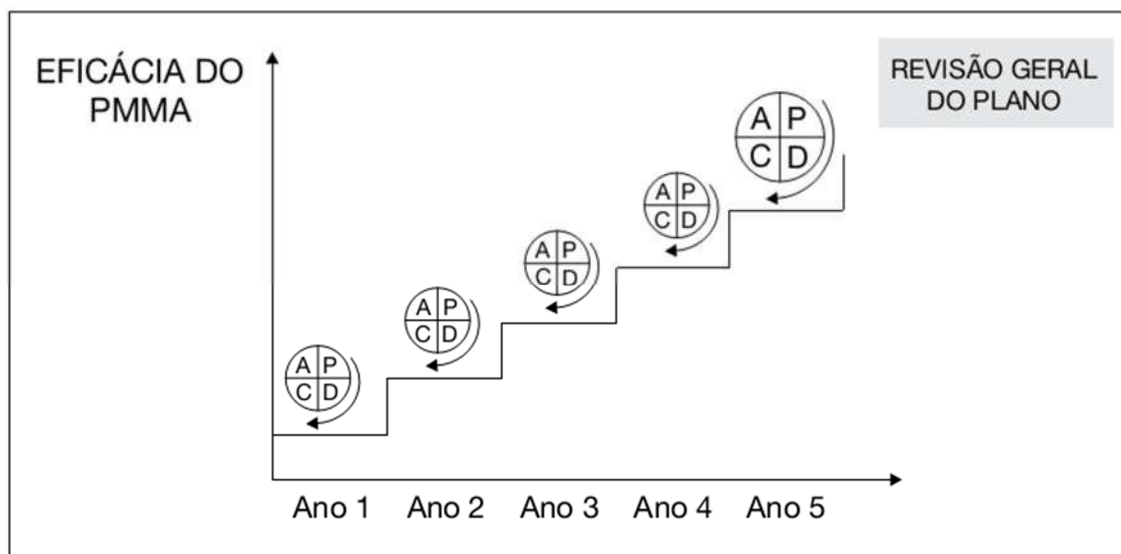 EFICÁCIA DO
PMMA
REVISÃO GERAL
DO PLANO
A P
C D
A P
C D
A P
C D
A P
C D
A P
C D
Ano 1 Ano 2 Ano 3 Ano 4 Ano 5